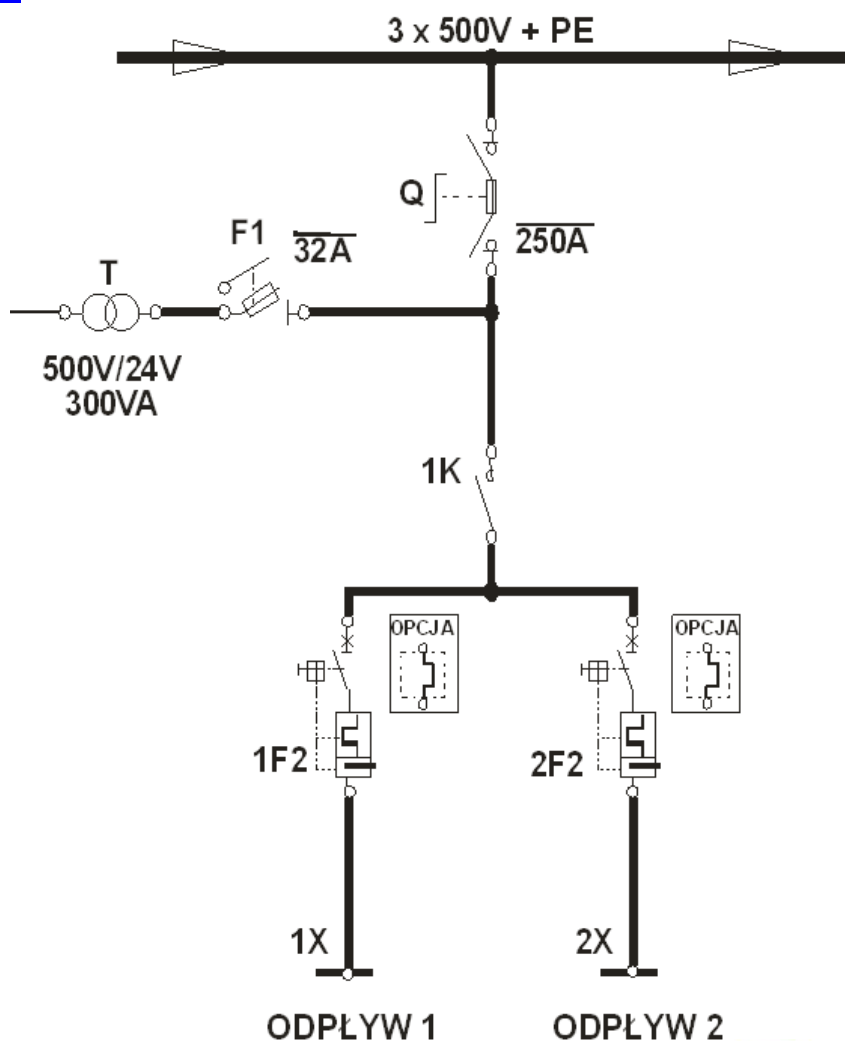 3 x 500V + PE
Q
250A
F1
32A
T
500V/24V
300VA
1K
OPCJA
OPCJA
1F2
2F2
1X
2X
ODPŁYW 1
ODPŁYW 2